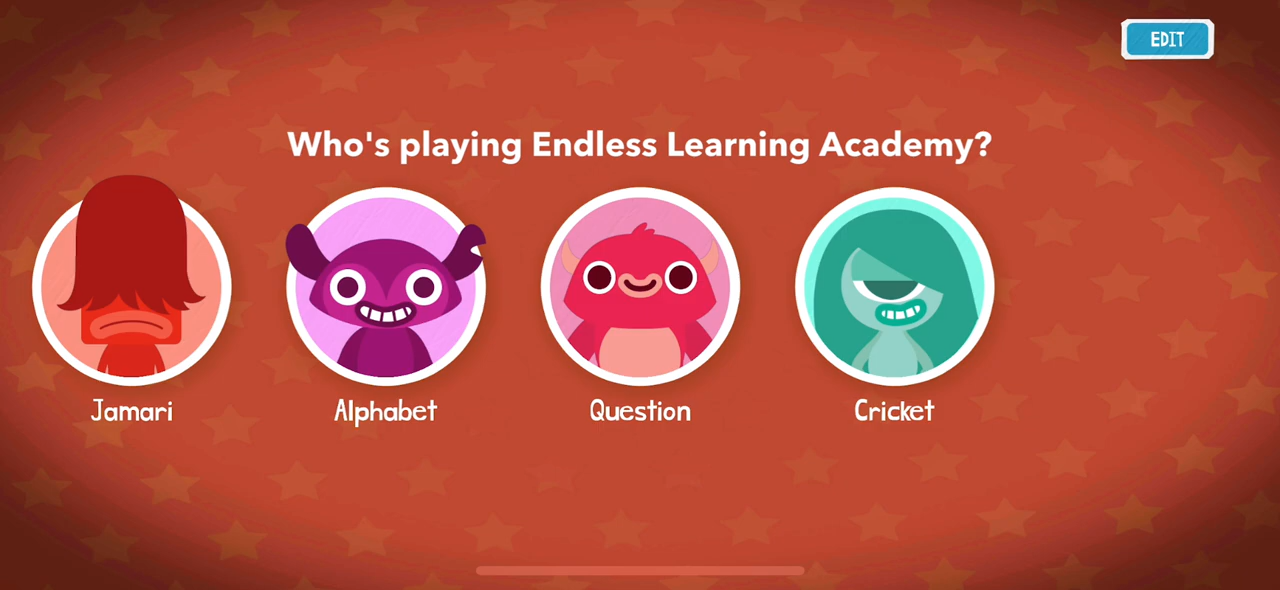 EDIT
Who's playing Endless Learning Academy?
Jamari
Alphabet
Question
Cricket